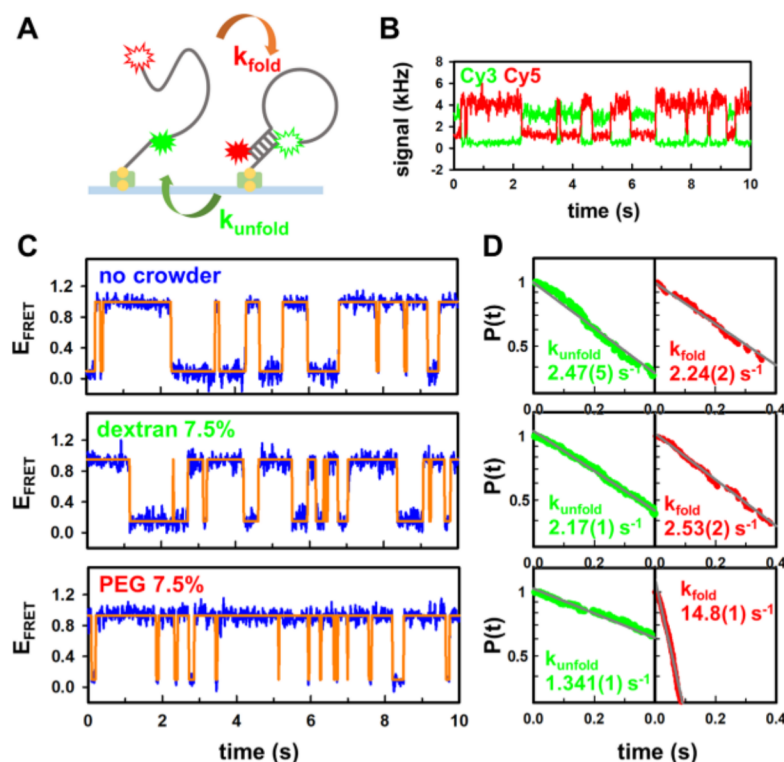 A
k_fold
k_unfold
B
Cy3 Cy5
signal (kHz)
8
6
4
2
0
-2
0 2 4 6 8 10
time (s)
C
no crowder
E_FRET
1.2
0.8
0.4
0.0
dextran 7.5%
E_FRET
1.2
0.8
0.4
0.0
PEG 7.5%
E_FRET
1.2
0.8
0.4
0.0
0 2 4 6 8 10
time (s)
D
P(t)
1
0.5
k_unfold
2.47(5) s⁻¹
k_fold
2.24(2) s⁻¹
0.0 0.2 0.0 0.2 0.4
P(t)
1
0.5
k_unfold
2.17(1) s⁻¹
k_fold
2.53(2) s⁻¹
0.0 0.2 0.0 0.2 0.4
P(t)
1
0.5
k_unfold
1.341(1) s⁻¹
k_fold
14.8(1) s⁻¹
0.0 0.2 0.0 0.2 0.4
time (s)